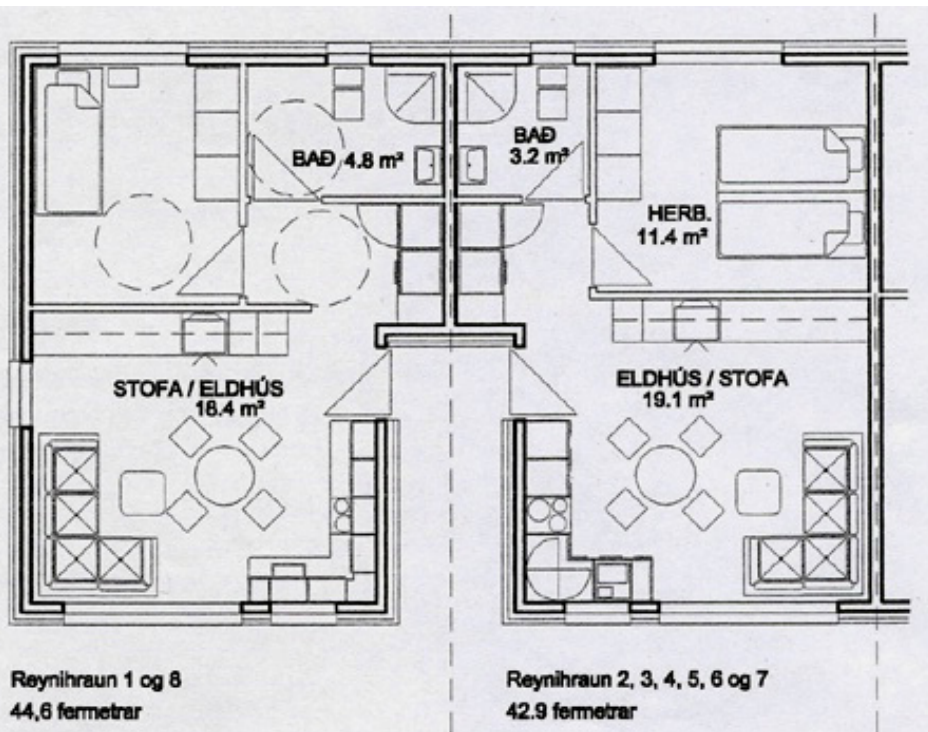 BAÐ 4.8 m²
BAÐ
3.2 m²
HERB.
11.4 m²
STOFA / ELDHÚS
18.4 m²
ELDHÚS / STOFA
19.1 m²
Reynihraun 1 og 8
44,6 fermetrar
Reynihraun 2, 3, 4, 5, 6 og 7
42.9 fermetrar